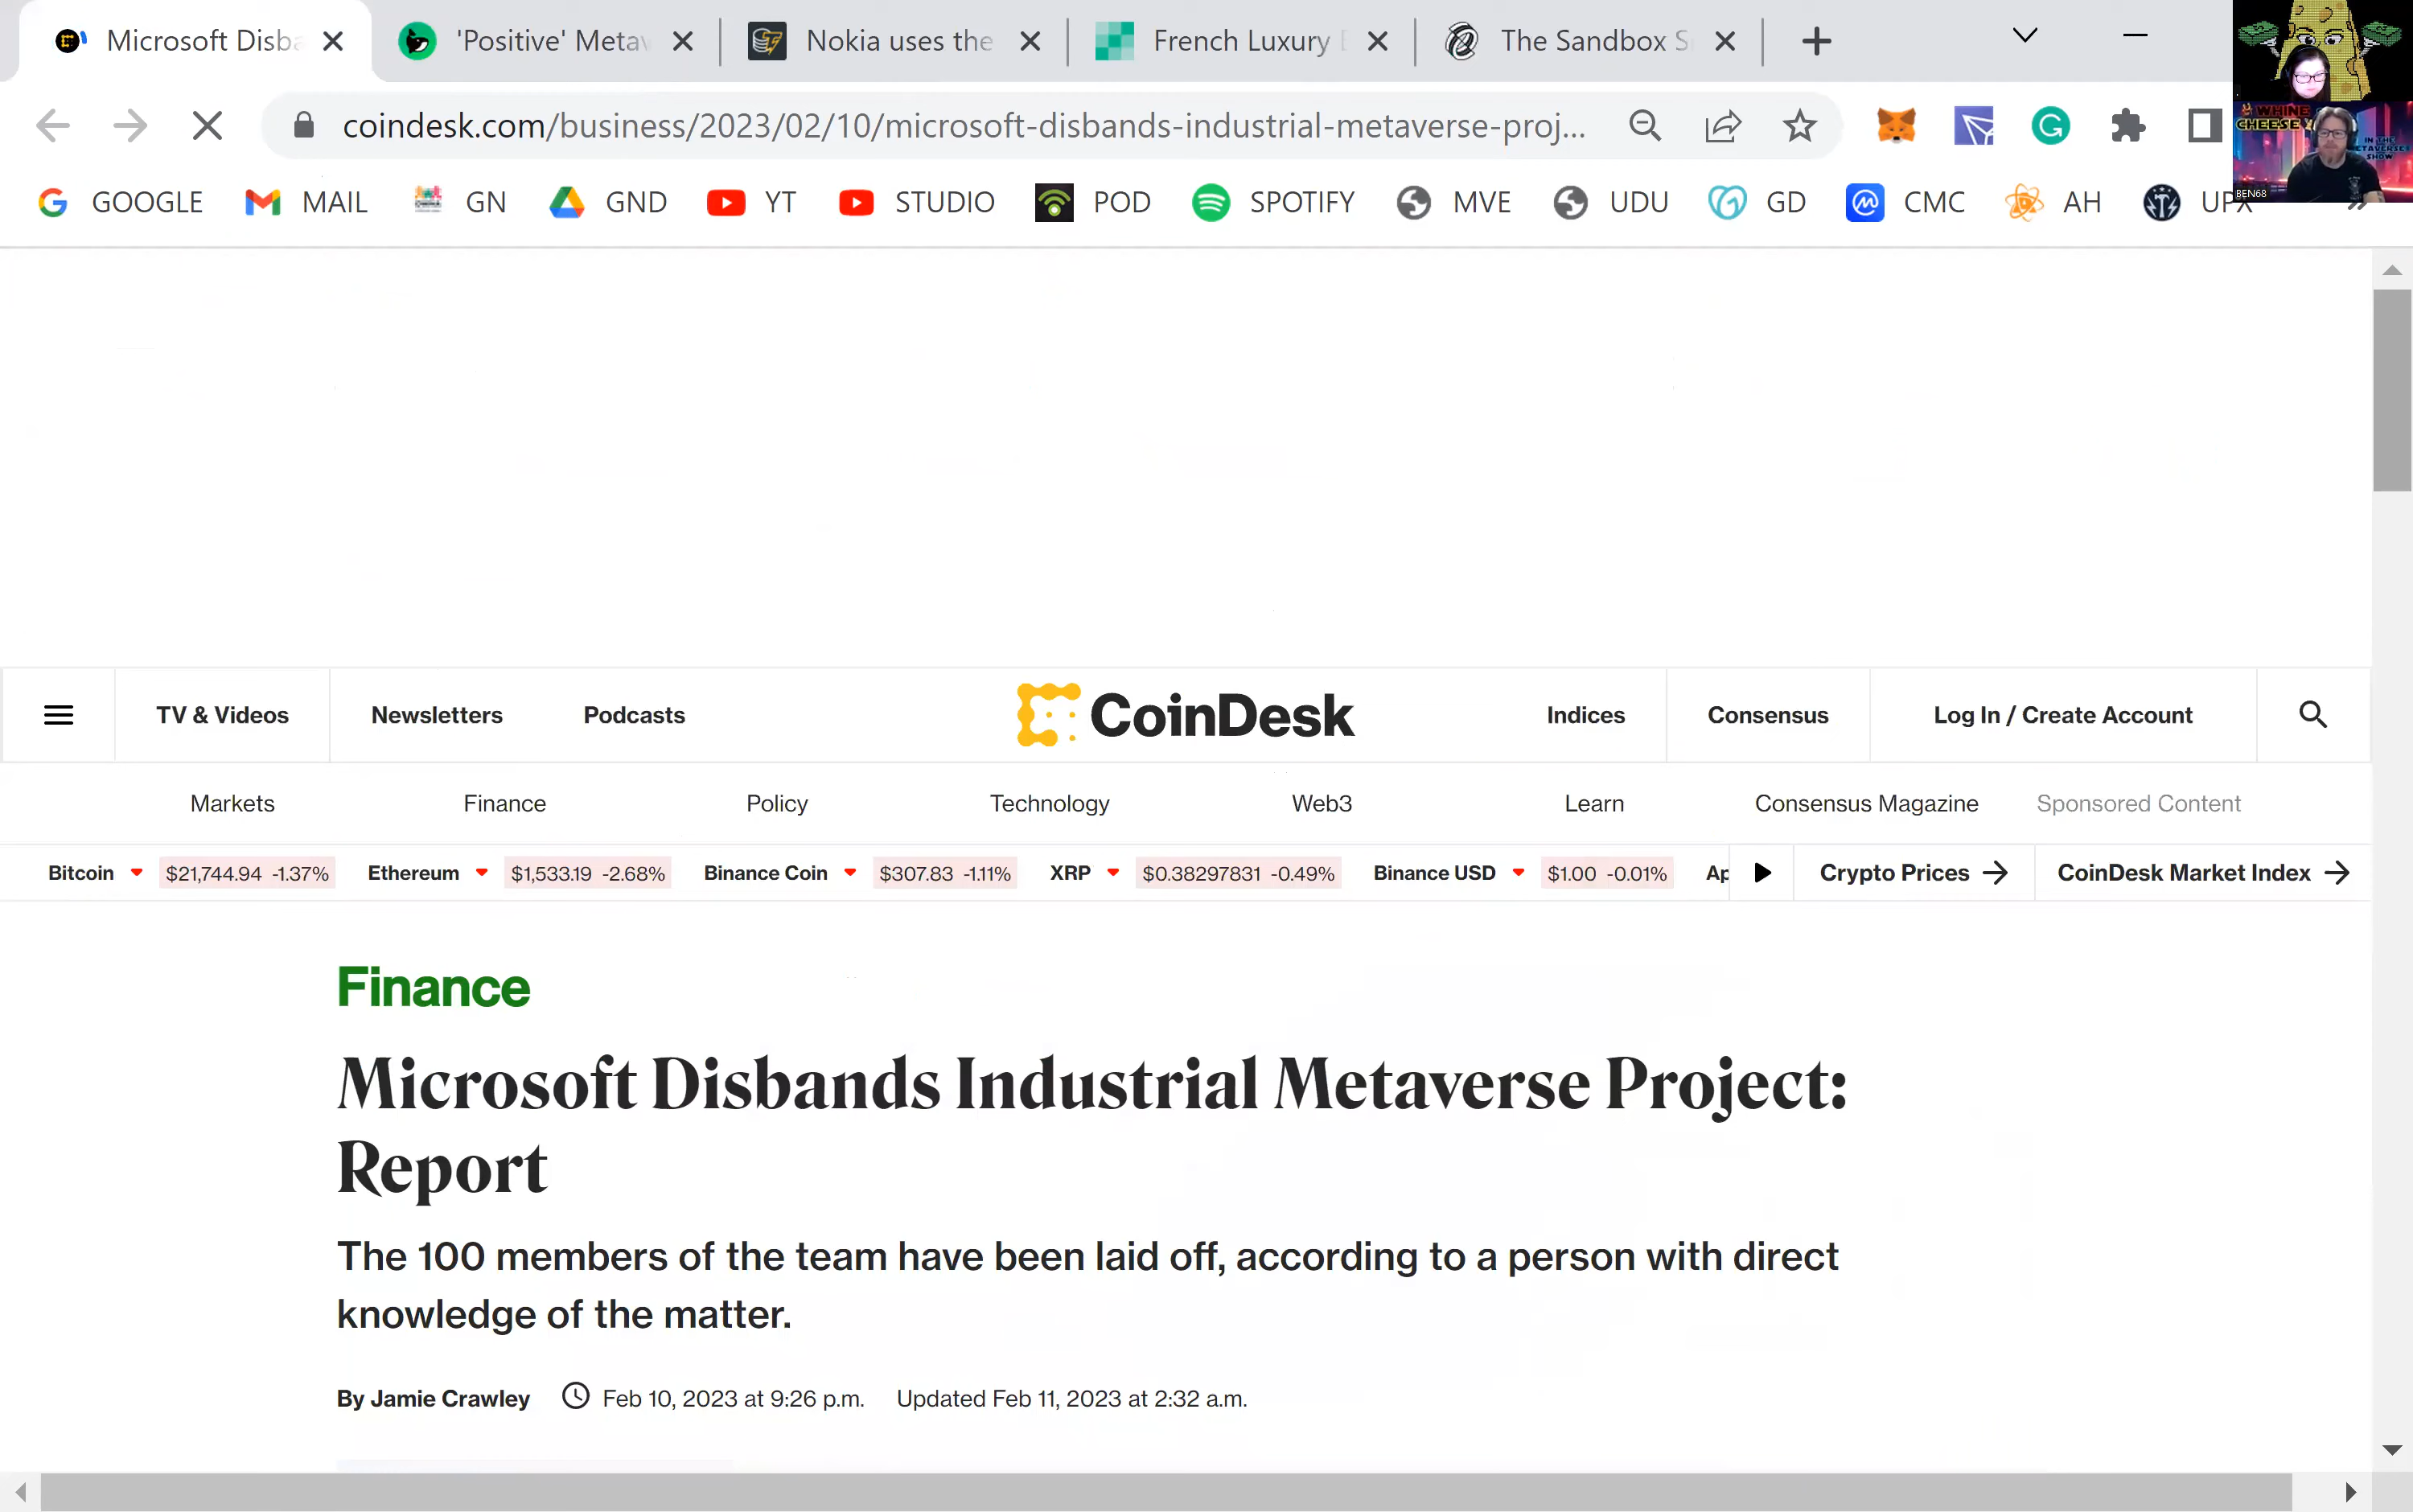 Microsoft Disba
'Positive' Metav
Nokia uses the
French Luxury
The Sandbox S
coindesk.com/business/2023/02/10/microsoft-disbands-industrial-metaverse-proj...
GOOGLE MAIL GN GND YT STUDIO POD SPOTIFY MVE UDU GD CMC AH UPX
WHINE
CHEESE
IN THE
SHOW
BEN68
TV & Videos Newsletters Podcasts CoinDesk Indices Consensus Log In / Create Account
Markets Finance Policy Technology Web3 Learn Consensus Magazine Sponsored Content
Bitcoin $21,744.94 -1.37% Ethereum $1,533.19 -2.68% Binance Coin $307.83 -1.11% XRP $0.38297831 -0.49% Binance USD $1.00 -0.01% Ap Crypto Prices CoinDesk Market Index
Finance
Microsoft Disbands Industrial Metaverse Project:
Report
The 100 members of the team have been laid off, according to a person with direct
knowledge of the matter.
By Jamie Crawley Feb 10, 2023 at 9:26 p.m. Updated Feb 11, 2023 at 2:32 a.m.